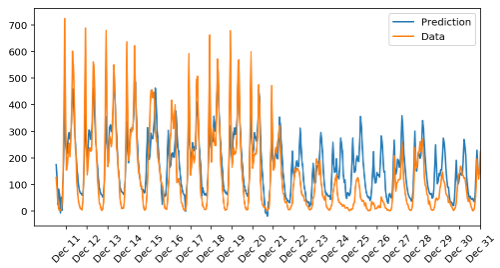 Prediction
Data
700
600
500
400
300
200
100
0
Dec 11
Dec 12
Dec 13
Dec 14
Dec 15
Dec 16
Dec 17
Dec 18
Dec 19
Dec 20
Dec 21
Dec 22
Dec 23
Dec 24
Dec 25
Dec 26
Dec 27
Dec 28
Dec 29
Dec 30
Dec 31